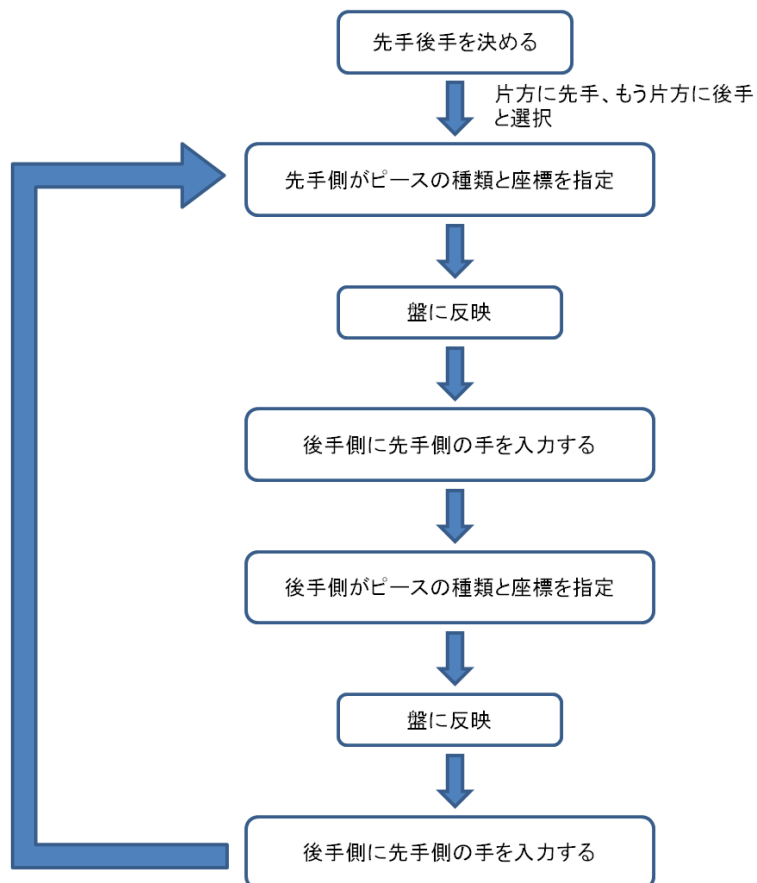 先手後手を決める
片方に先手、もう片方に後手
と選択
先手側がピースの種類と座標を指定
盤に反映
後手側に先手側の手を入力する
後手側がピースの種類と座標を指定
盤に反映
後手側に先手側の手を入力する